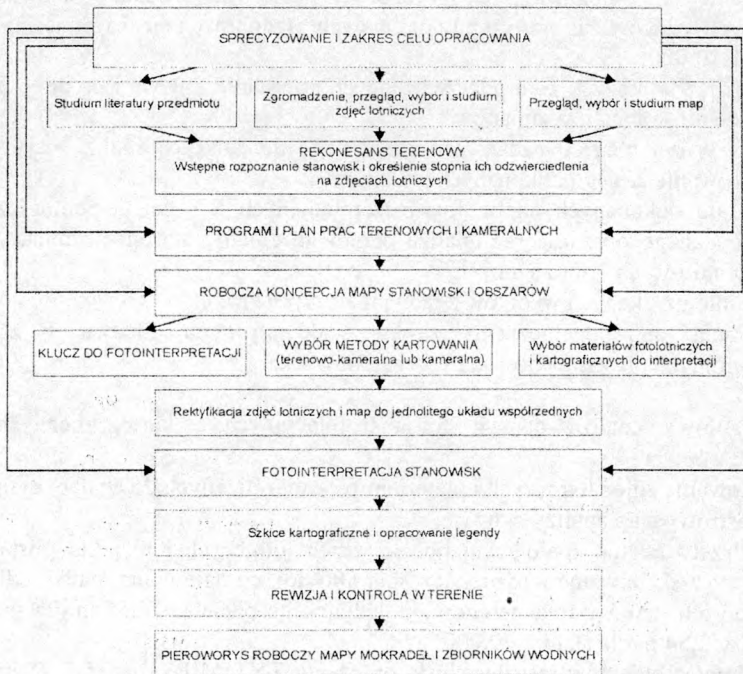 SPRECYZOWANIE I ZAKRES CELU OPRACOWANIA
Studium literatury przedmiotu
Zgromadzenie, przegląd, wybór i studium
zdjęć lotniczych
Przegląd, wybór i studium map
REKONESANS TERENOWY
Wstępne rozpoznanie stanowisk i określenie stopnia ich odzwierciedlenia
na zdjęciach lotniczych
PROGRAM I PLAN PRAC TERENOWYCH I KAMERALNYCH
ROBOCZA KONCEPCJA MAPY STANOWISK I OBSZARÓW
KLUCZ DO FOTOINTERPRETACJI
WYBÓR METODY KARTOWANIA
(terenowo-kameralna lub kameralna)
Wybór materiałów fotolotniczych
i kartograficznych do interpretacji
Rektyfikacja zdjęć lotniczych i map do jednolitego układu współrzednych
FOTOINTERPRETACJA STANOWISK
Szkice kartograficzne i opracowanie legendy
REWIZJA I KONTROLA W TERENIE
PIEROWORYS ROBOCZY MAPY MOKRADEŁ I ZBIORNIKÓW WODNYCH